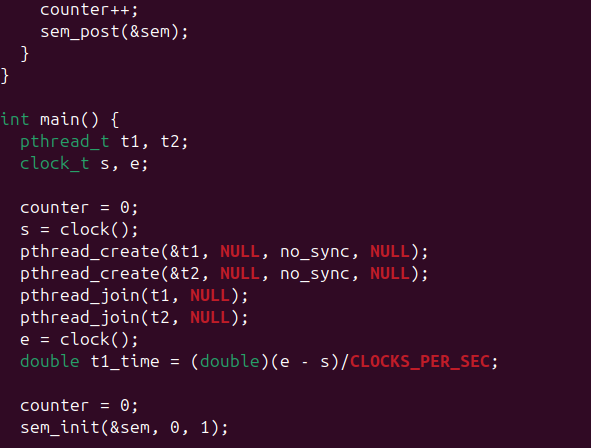 counter++;
sem_post(&sem);
}
}
int main() {
pthread_t t1, t2;
clock_t s, e;
counter = 0;
s = clock();
pthread_create(&t1, NULL, no_sync, NULL);
pthread_create(&t2, NULL, no_sync, NULL);
pthread_join(t1, NULL);
pthread_join(t2, NULL);
e = clock();
double t1_time = (double)(e - s)/CLOCKS_PER_SEC;
counter = 0;
sem_init(&sem, 0, 1);